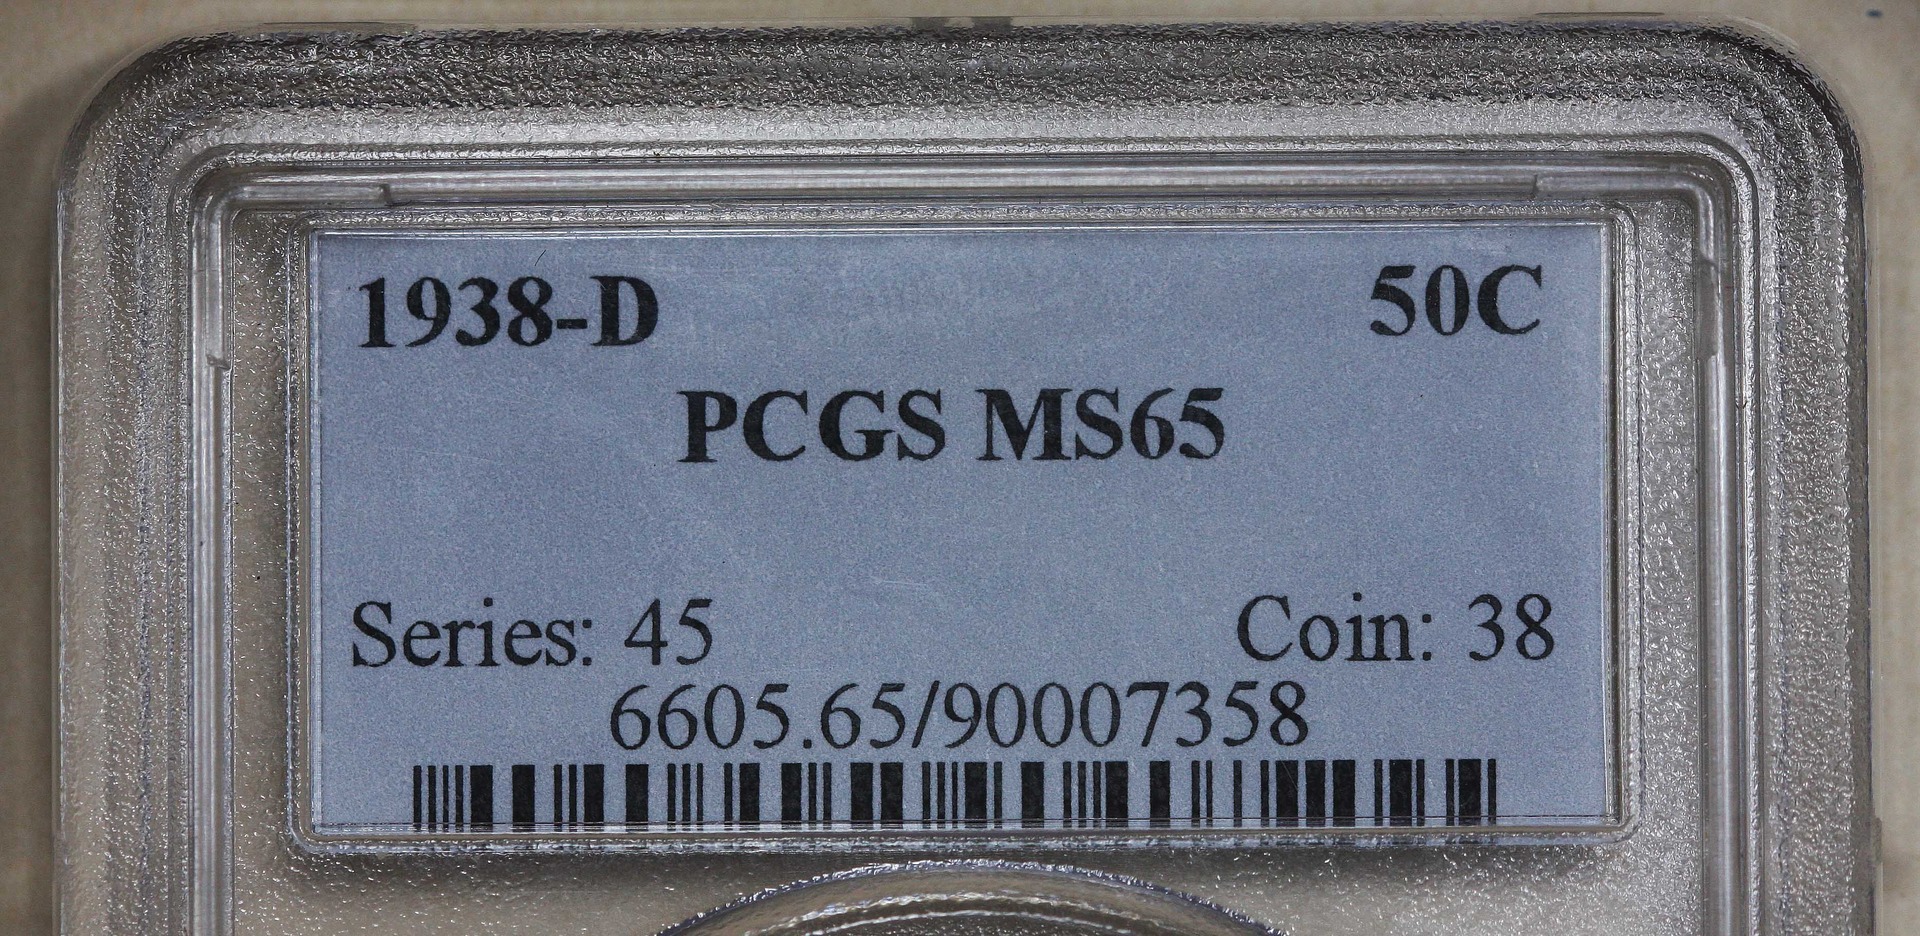 1938-D 50C
PCGS MS65
Series: 45 Coin: 38
6605.65/90007358